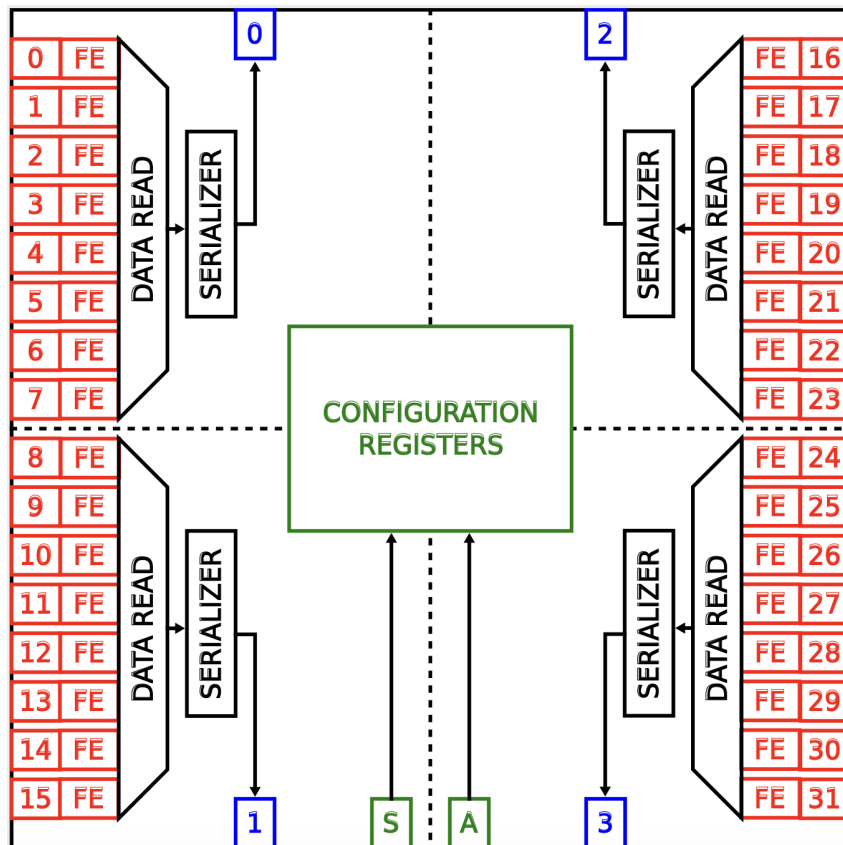 0
2
0 FE
1 FE
2 FE
3 FE
4 FE
5 FE
6 FE
7 FE
DATA READ
SERIALIZER
SERIALIZER
DATA READ
FE 16
FE 17
FE 18
FE 19
FE 20
FE 21
FE 22
FE 23
CONFIGURATION
REGISTERS
8 FE
9 FE
10 FE
11 FE
12 FE
13 FE
14 FE
15 FE
DATA READ
SERIALIZER
SERIALIZER
DATA READ
FE 24
FE 25
FE 26
FE 27
FE 28
FE 29
FE 30
FE 31
1
S
A
3